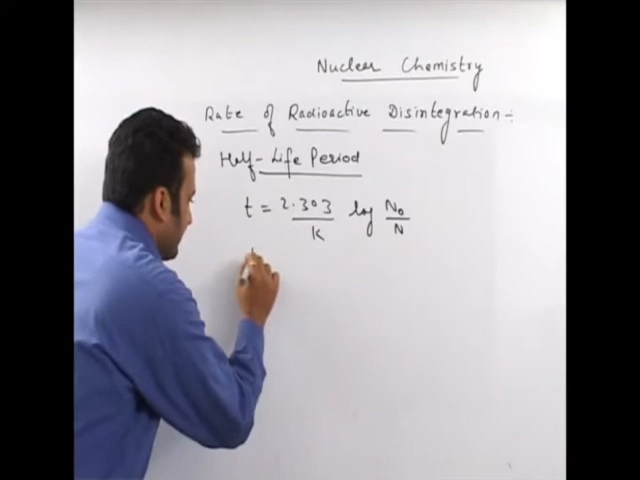 Nuclear Chemistry
Rate of Radioactive Disintegration :-
Half-Life Period
t = 2.303/K log N₀/N